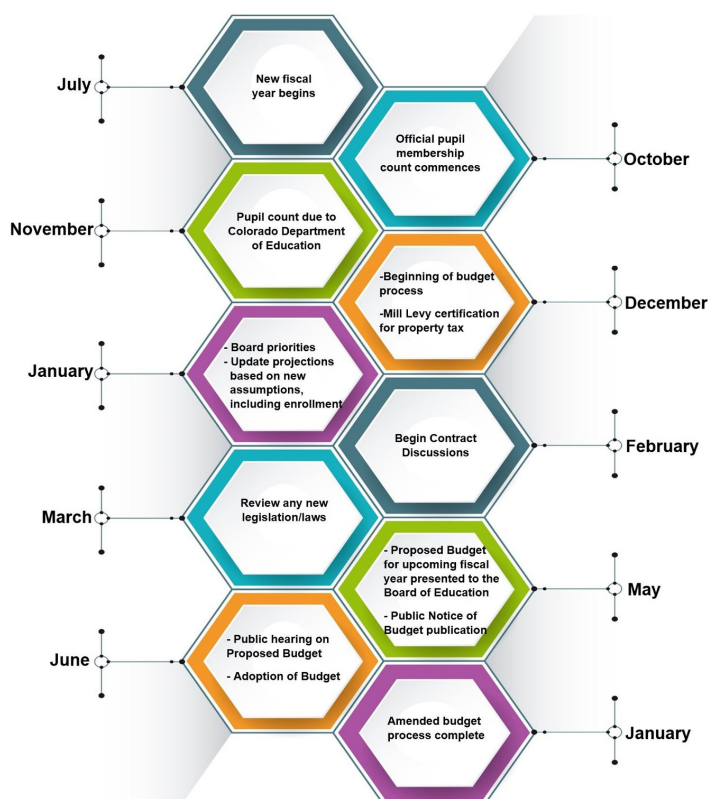 July
New fiscal
year begins
Official pupil
membership
count commences
October
November
Pupil count due to
Colorado Department
of Education
-Beginning of budget
process
-Mill Levy certification
for property tax
December
January
- Board priorities
- Update projections
based on new
assumptions,
including enrollment
Begin Contract
Discussions
February
March
Review any new
legislation/laws
- Proposed Budget
for upcoming fiscal
year presented to the
Board of Education
- Public Notice of
Budget publication
May
June
- Public hearing on
Proposed Budget
- Adoption of Budget
Amended budget
process complete
January